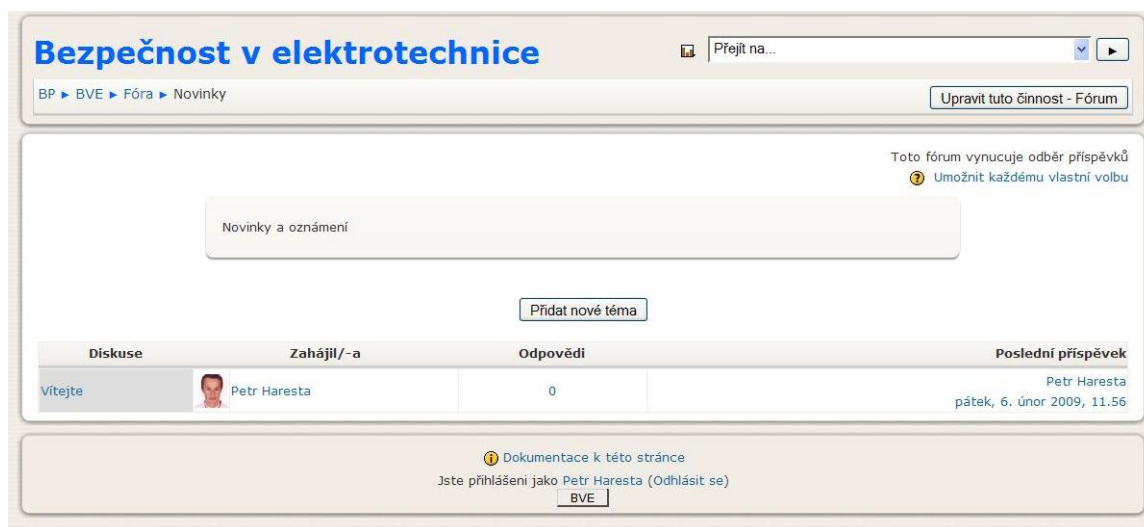 Bezpečnost v elektrotechnice
Přejít na...
BP ► BVE ► Fóra ► Novinky
Upravit tuto činnost - Fórum
Toto fórum vynucuje odběr příspěvků
Umožnit každému vlastní volbu
Novinky a oznámení
Přidat nové téma
Diskuse Zahájil/-a Odpovědi Poslední příspěvek
Vítejte Petr Haresta 0 Petr Haresta
pátek, 6. únor 2009, 11.56
Dokumentace k této stránce
Jste přihlášeni jako Petr Haresta (Odhlásit se)
BVE